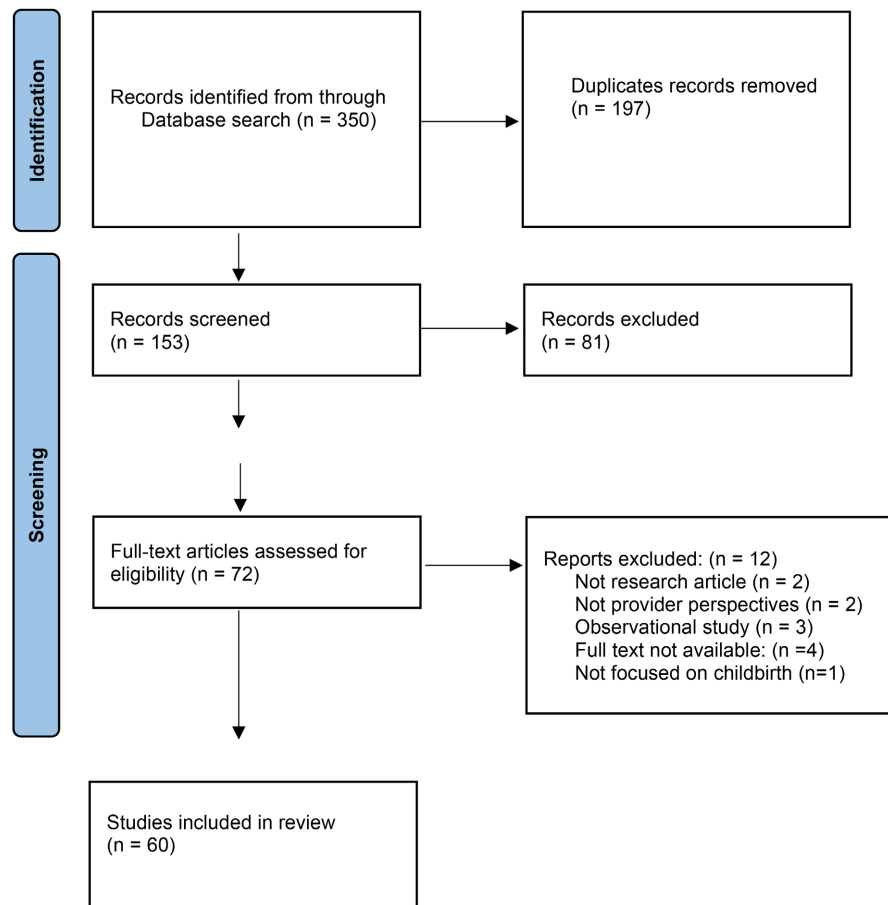 Identification
Records identified from through
Database search (n = 350)
Duplicates records removed
(n = 197)
Screening
Records screened
(n = 153)
Records excluded
(n = 81)
Full-text articles assessed for
eligibility (n = 72)
Reports excluded: (n = 12)
Not research article (n = 2)
Not provider perspectives (n = 2)
Observational study (n = 3)
Full text not available: (n =4)
Not focused on childbirth (n=1)
Studies included in review
(n = 60)